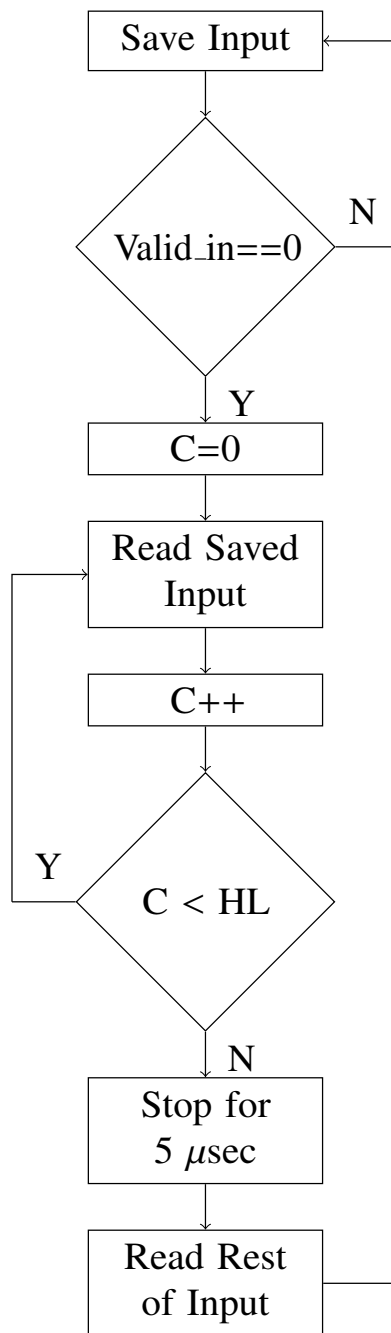 Save Input
Valid_in==0
N
Y
C=0
Read Saved
Input
C++
Y
C < HL
N
Stop for
5 μsec
Read Rest
of Input